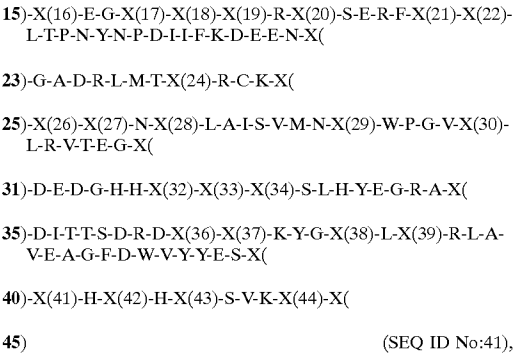 15)-X(16)-E-G-X(17)-X(18)-X(19)-R-X(20)-S-E-R-F-X(21)-X(22)-
L-T-P-N-Y-N-P-D-I-I-F-K-D-E-E-N-X(
23)-G-A-D-R-L-M-T-X(24)-R-C-K-X(
25)-X(26)-X(27)-N-X(28)-L-A-I-S-V-M-N-X(29)-W-P-G-V-X(30)-
L-R-V-T-E-G-X(
31)-D-E-D-G-H-H-X(32)-X(33)-X(34)-S-L-H-Y-E-G-R-A-X(
35)-D-I-T-T-S-D-R-D-X(36)-X(37)-K-Y-G-X(38)-L-X(39)-R-L-A-
V-E-A-G-F-D-W-V-Y-Y-E-S-X(
40)-X(41)-H-X(42)-H-X(43)-S-V-K-X(44)-X(
45) (SEQ ID No:41),